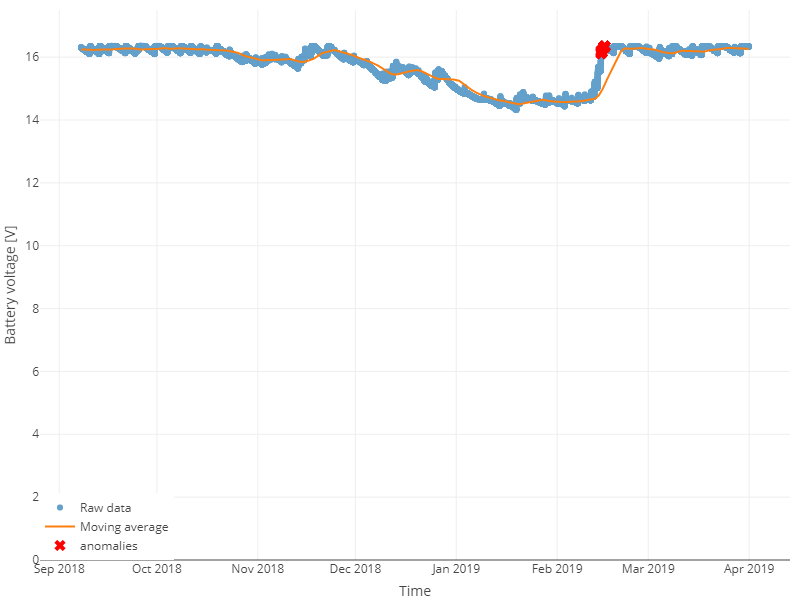 Battery voltage [V]
16
14
12
10
8
6
4
2
0
Raw data
Moving average
anomalies
Sep 2018 Oct 2018 Nov 2018 Dec 2018 Jan 2019 Feb 2019 Mar 2019 Apr 2019
Time